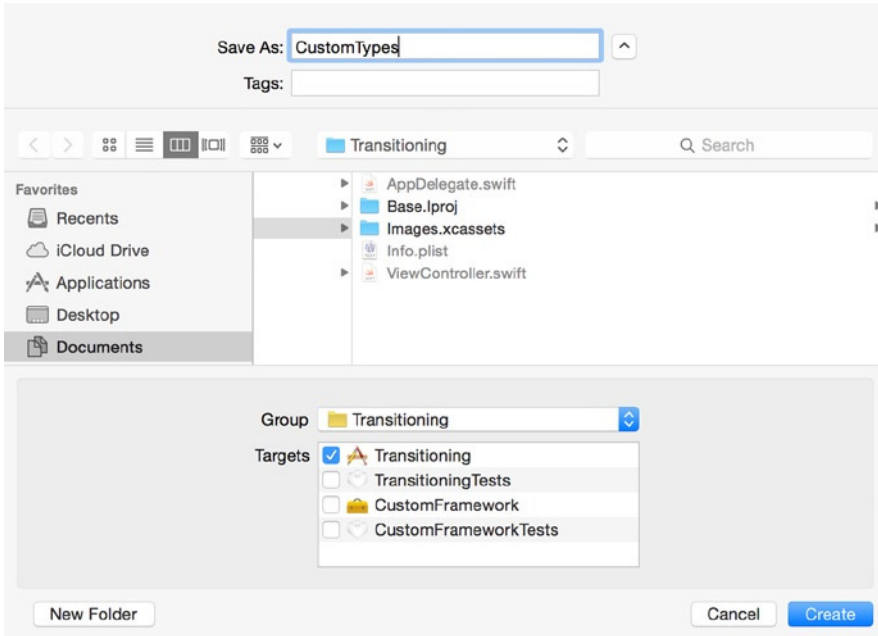 Save As: CustomTypes
Tags:
Transitioning
Search
Favorites
Recents
iCloud Drive
Applications
Desktop
Documents
AppDelegate.swift
Base.lproj
Images.xcassets
Info.plist
ViewController.swift
Group Transitioning
Targets Transitioning
TransitioningTests
CustomFramework
CustomFrameworkTests
New Folder
Cancel
Create